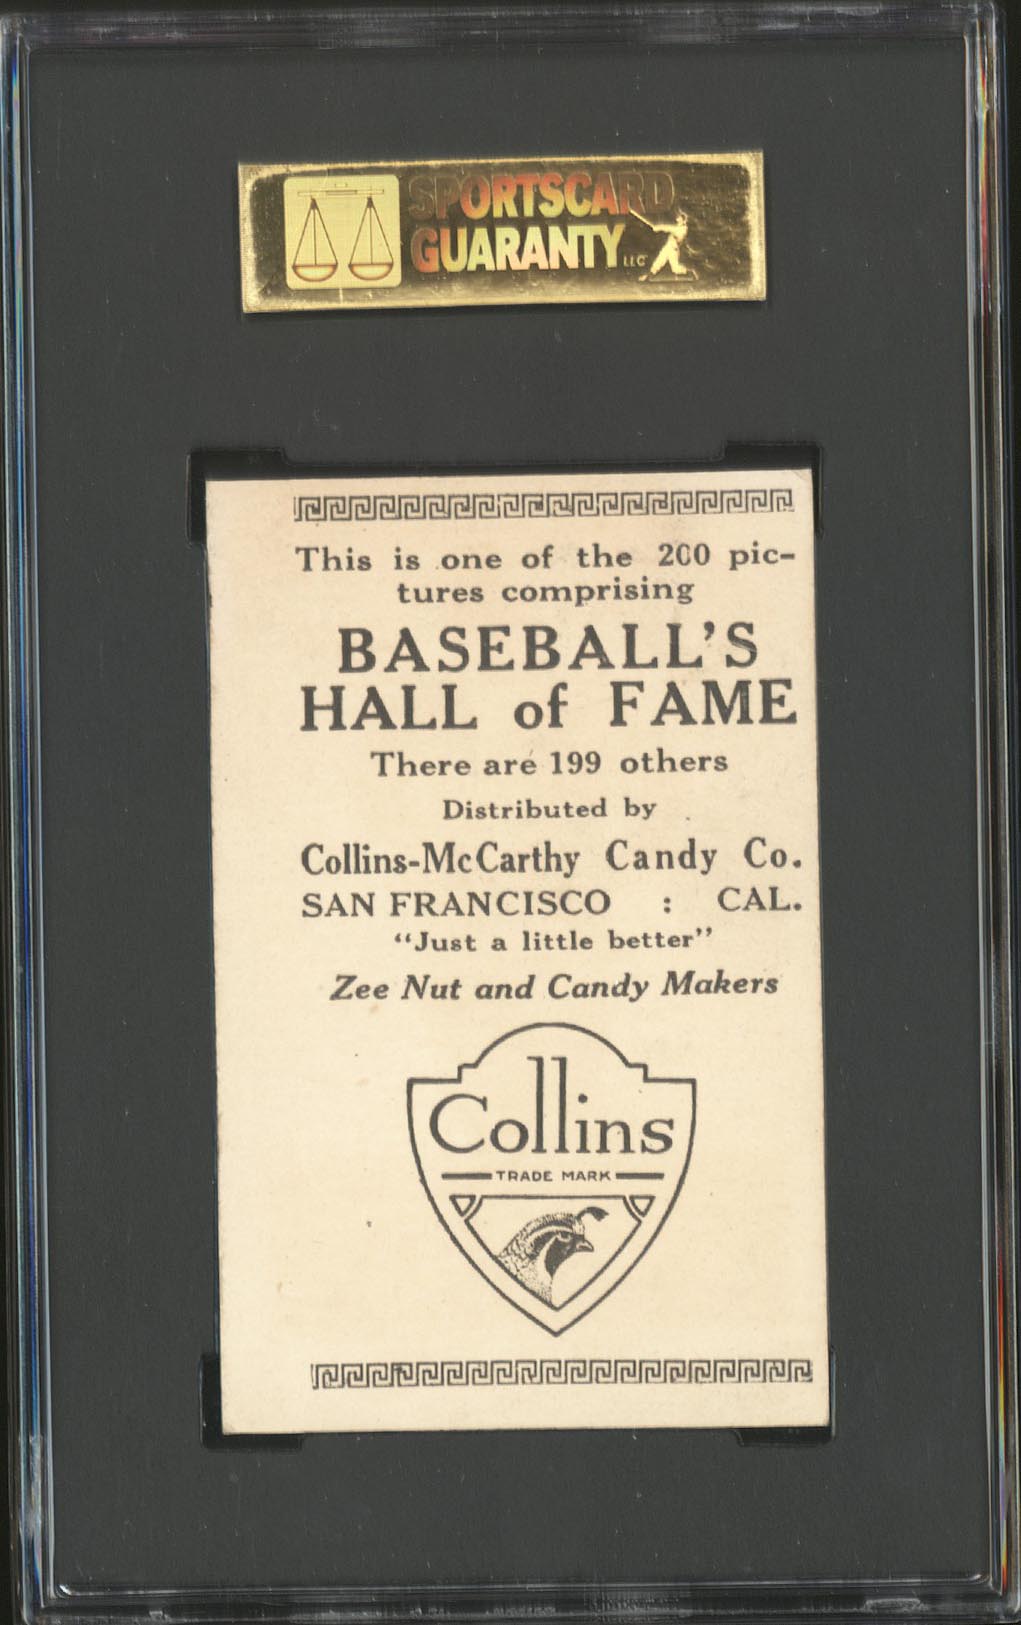 SPORTSCARD
GUARANTY LLC
This is one of the 200 pic-
tures comprising
BASEBALL'S
HALL of FAME
There are 199 others
Distributed by
Collins-McCarthy Candy Co.
SAN FRANCISCO : CAL.
"Just a little better"
Zee Nut and Candy Makers
Collins
TRADE MARK